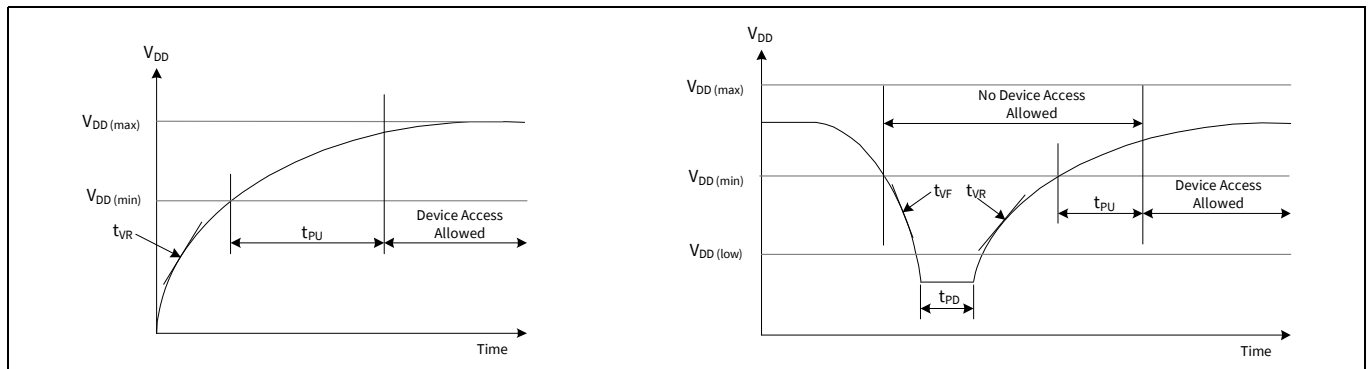 VDD
VDD (max)
VDD (min)
tVR
tPU
Device Access
Allowed
Time
VDD
VDD (max)
No Device Access
Allowed
VDD (min)
tVF
tVR
Device Access
Allowed
tPU
VDD (low)
tPD
Time